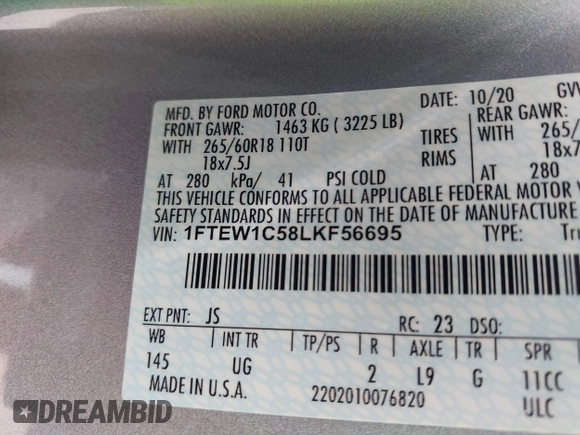 MFD. BY FORD MOTOR CO. DATE: 10/20 GV
FRONT GAWR: 1463 KG ( 3225 LB) REAR GAWR:
WITH 265/60R18 110T TIRES 265/
18x7.5J RIMS 18x7
AT 280 kPa/ 41 PSI COLD AT 280
THIS VEHICLE CONFORMS TO ALL APPLICABLE FEDERAL MOTOR V
SAFETY STANDARDS IN EFFECT ON THE DATE OF MANUFACTURE
VIN: 1FTEW1C58LKF56695 TYPE: Tru
EXT PNT: JS RC: 23 DSO:
WB INT TR TP/PS R AXLE TR SPR
145 UG 2 L9 G 11CC
MADE IN U.S.A. 2202010076820 ULC
DREAMBID